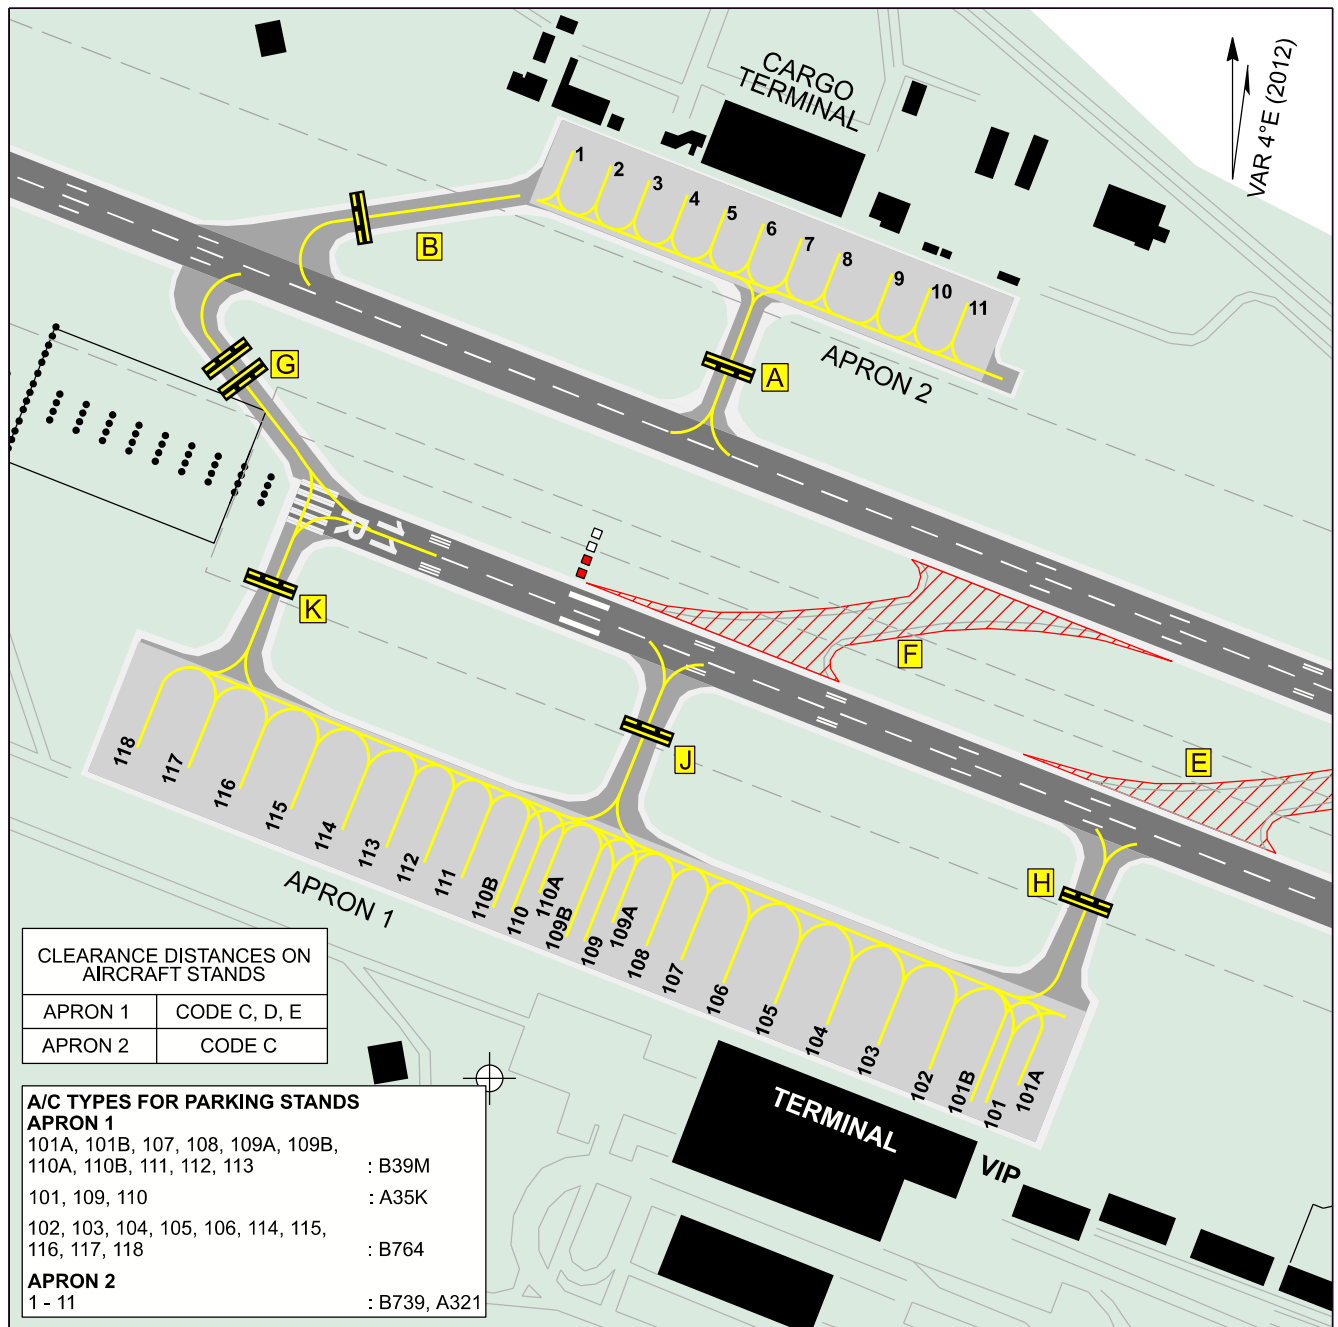 CARGO
TERMINAL
VAR 4°E (2012)
1
2
3
4
5
6
7
8
9
10
11
B
A
APRON 2
G
11
R
K
F
E
J
H
118
117
116
115
114
113
112
111
110B
110
110A
109B
109
109A
108
107
106
105
104
103
102
101B
101
101A
APRON 1
TERMINAL
VIP
CLEARANCE DISTANCES ON
AIRCRAFT STANDS
APRON 1 CODE C, D, E
APRON 2 CODE C
A/C TYPES FOR PARKING STANDS
APRON 1
101A, 101B, 107, 108, 109A, 109B,
110A, 110B, 111, 112, 113 : B39M
101, 109, 110 : A35K
102, 103, 104, 105, 106, 114, 115,
116, 117, 118 : B764
APRON 2
1 - 11 : B739, A321